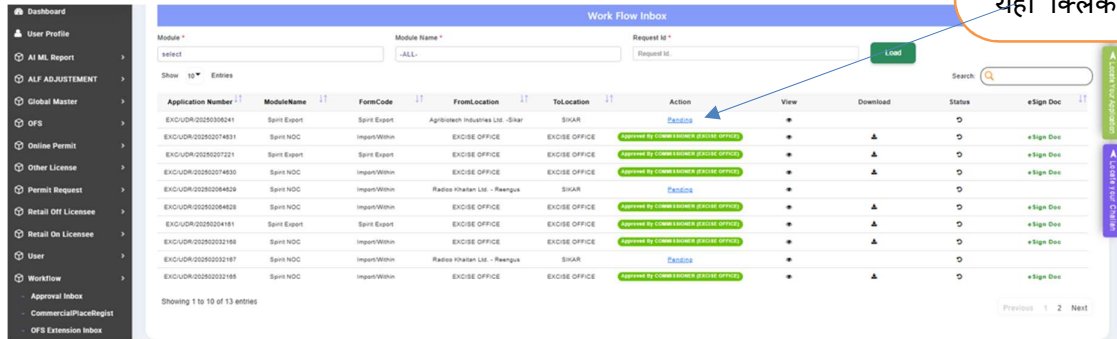 Dashboard
User Profile
AI ML Report
ALF ADJUSTEMENT
Global Master
OFS
Online Permit
Other License
Permit Request
Retail Off Licensee
Retail On Licensee
User
Workflow
- Approval Inbox
- CommercialPlaceRegist
- OFS Extension Inbox
Work Flow Inbox
यहाँ क्लिक
Module * Module Name * Request Id *
select -ALL- Request Id. Load
Show 10 Entries Search:
Application Number ModuleName FormCode FromLocation ToLocation Action View Download Status eSign Doc
EXC/UDR/20250306241 Spirit Export Spirit Export Agribiotech Industries Ltd. -Sikar SIKAR Pending
EXC/UDR/202502074631 Spirit NOC Import/Within EXCISE OFFICE EXCISE OFFICE Approved By COMMISSIONER (EXCISE OFFICE) eSign Doc
EXC/UDR/20250207221 Spirit Export Spirit Export EXCISE OFFICE EXCISE OFFICE Approved By COMMISSIONER (EXCISE OFFICE) eSign Doc
EXC/UDR/202502074630 Spirit NOC Import/Within EXCISE OFFICE EXCISE OFFICE Approved By COMMISSIONER (EXCISE OFFICE) eSign Doc
EXC/UDR/202502064629 Spirit NOC Import/Within Radico Khaitan Ltd. - Reengus SIKAR Pending
EXC/UDR/202502064628 Spirit NOC Import/Within EXCISE OFFICE EXCISE OFFICE Approved By COMMISSIONER (EXCISE OFFICE) eSign Doc
EXC/UDR/20250204161 Spirit Export Spirit Export EXCISE OFFICE EXCISE OFFICE Approved By COMMISSIONER (EXCISE OFFICE) eSign Doc
EXC/UDR/202502032168 Spirit NOC Import/Within EXCISE OFFICE EXCISE OFFICE Approved By COMMISSIONER (EXCISE OFFICE) eSign Doc
EXC/UDR/202502032167 Spirit NOC Import/Within Radico Khaitan Ltd. - Reengus SIKAR Pending
EXC/UDR/202502032165 Spirit NOC Import/Within EXCISE OFFICE EXCISE OFFICE Approved By COMMISSIONER (EXCISE OFFICE) eSign Doc
Showing 1 to 10 of 13 entries
Previous 1 2 Next
Locate Your Application
Locate your Challan